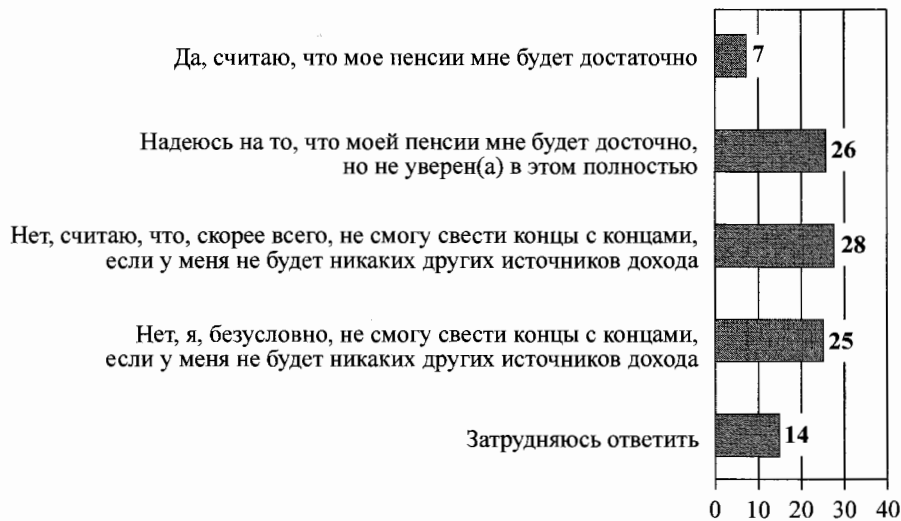 Да, считаю, что мое пенсии мне будет достаточно
7
Надеюсь на то, что моей пенсии мне будет досточно,
но не уверен(а) в этом полностью
26
Нет, считаю, что, скорее всего, не смогу свести концы с концами,
если у меня не будет никаких других источников дохода
28
Нет, я, безусловно, не смогу свести концы с концами,
если у меня не будет никаких других источников дохода
25
Затрудняюсь ответить
14
0 10 20 30 40